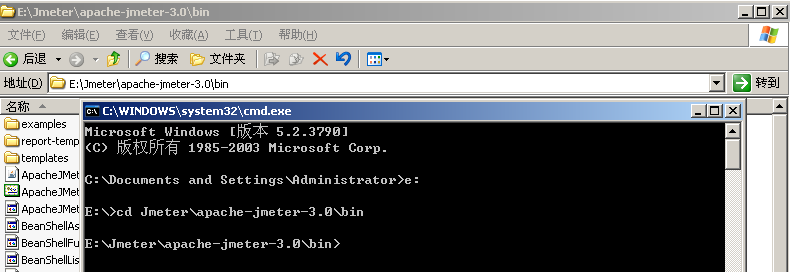 E:\Jmeter\apache-jmeter-3.0\bin
文件(F) 编辑(E) 查看(V) 收藏(A) 工具(T) 帮助(H)
后退 搜索 文件夹
地址(D) E:\Jmeter\apache-jmeter-3.0\bin 转到
名称
examples
report-temp
templates
ApacheJMet
ApacheJMet
ApacheJMet
BeanShellAs
BeanShellFu
BeanShellLis
C:\WINDOWS\system32\cmd.exe
Microsoft Windows [版本 5.2.3790]
(C) 版权所有 1985-2003 Microsoft Corp.
C:\Documents and Settings\Administrator>e:
E:\>cd Jmeter\apache-jmeter-3.0\bin
E:\Jmeter\apache-jmeter-3.0\bin>